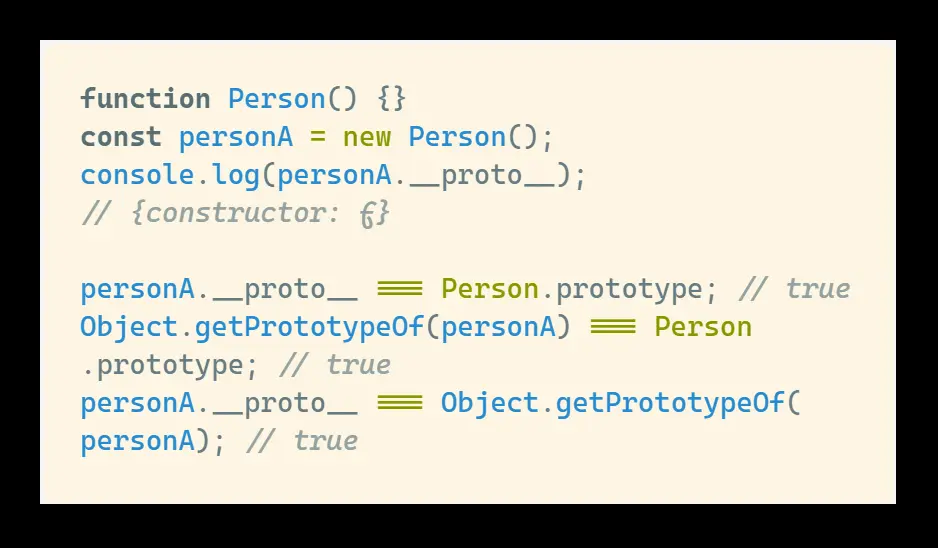 function Person() {}
const personA = new Person();
console.log(personA.__proto__);
// {constructor: ƒ}
personA.__proto__ === Person.prototype; // true
Object.getPrototypeOf(personA) === Person
.prototype; // true
personA.__proto__ === Object.getPrototypeOf(
personA); // true